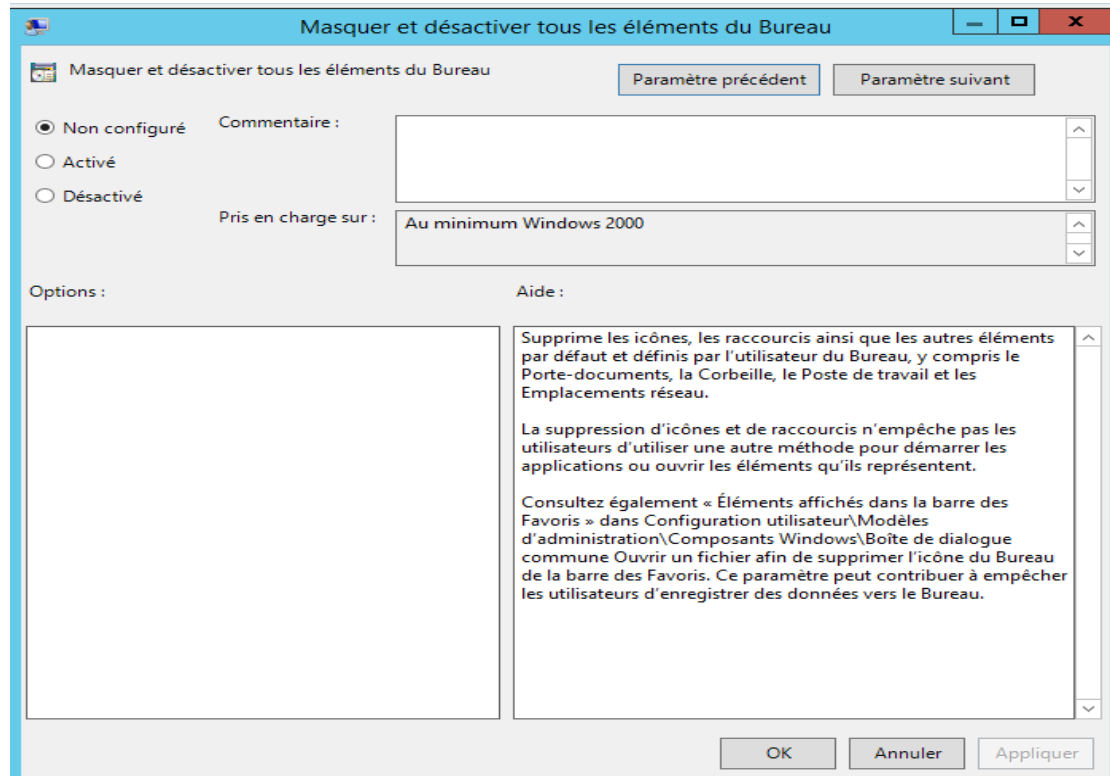 Masquer et désactiver tous les éléments du Bureau
Masquer et désactiver tous les éléments du Bureau
Paramètre précédent
Paramètre suivant
Non configuré
Commentaire :
Activé
Désactivé
Pris en charge sur :
Au minimum Windows 2000
Options :
Aide :
Supprime les icônes, les raccourcis ainsi que les autres éléments
par défaut et définis par l'utilisateur du Bureau, y compris le
Porte-documents, la Corbeille, le Poste de travail et les
Emplacements réseau.
La suppression d'icônes et de raccourcis n'empêche pas les
utilisateurs d'utiliser une autre méthode pour démarrer les
applications ou ouvrir les éléments qu'ils représentent.
Consultez également « Éléments affichés dans la barre des
Favoris » dans Configuration utilisateur\Modèles
d'administration\Composants Windows\Boîte de dialogue
commune Ouvrir un fichier afin de supprimer l'icône du Bureau
de la barre des Favoris. Ce paramètre peut contribuer à empêcher
les utilisateurs d'enregistrer des données vers le Bureau.
OK
Annuler
Appliquer